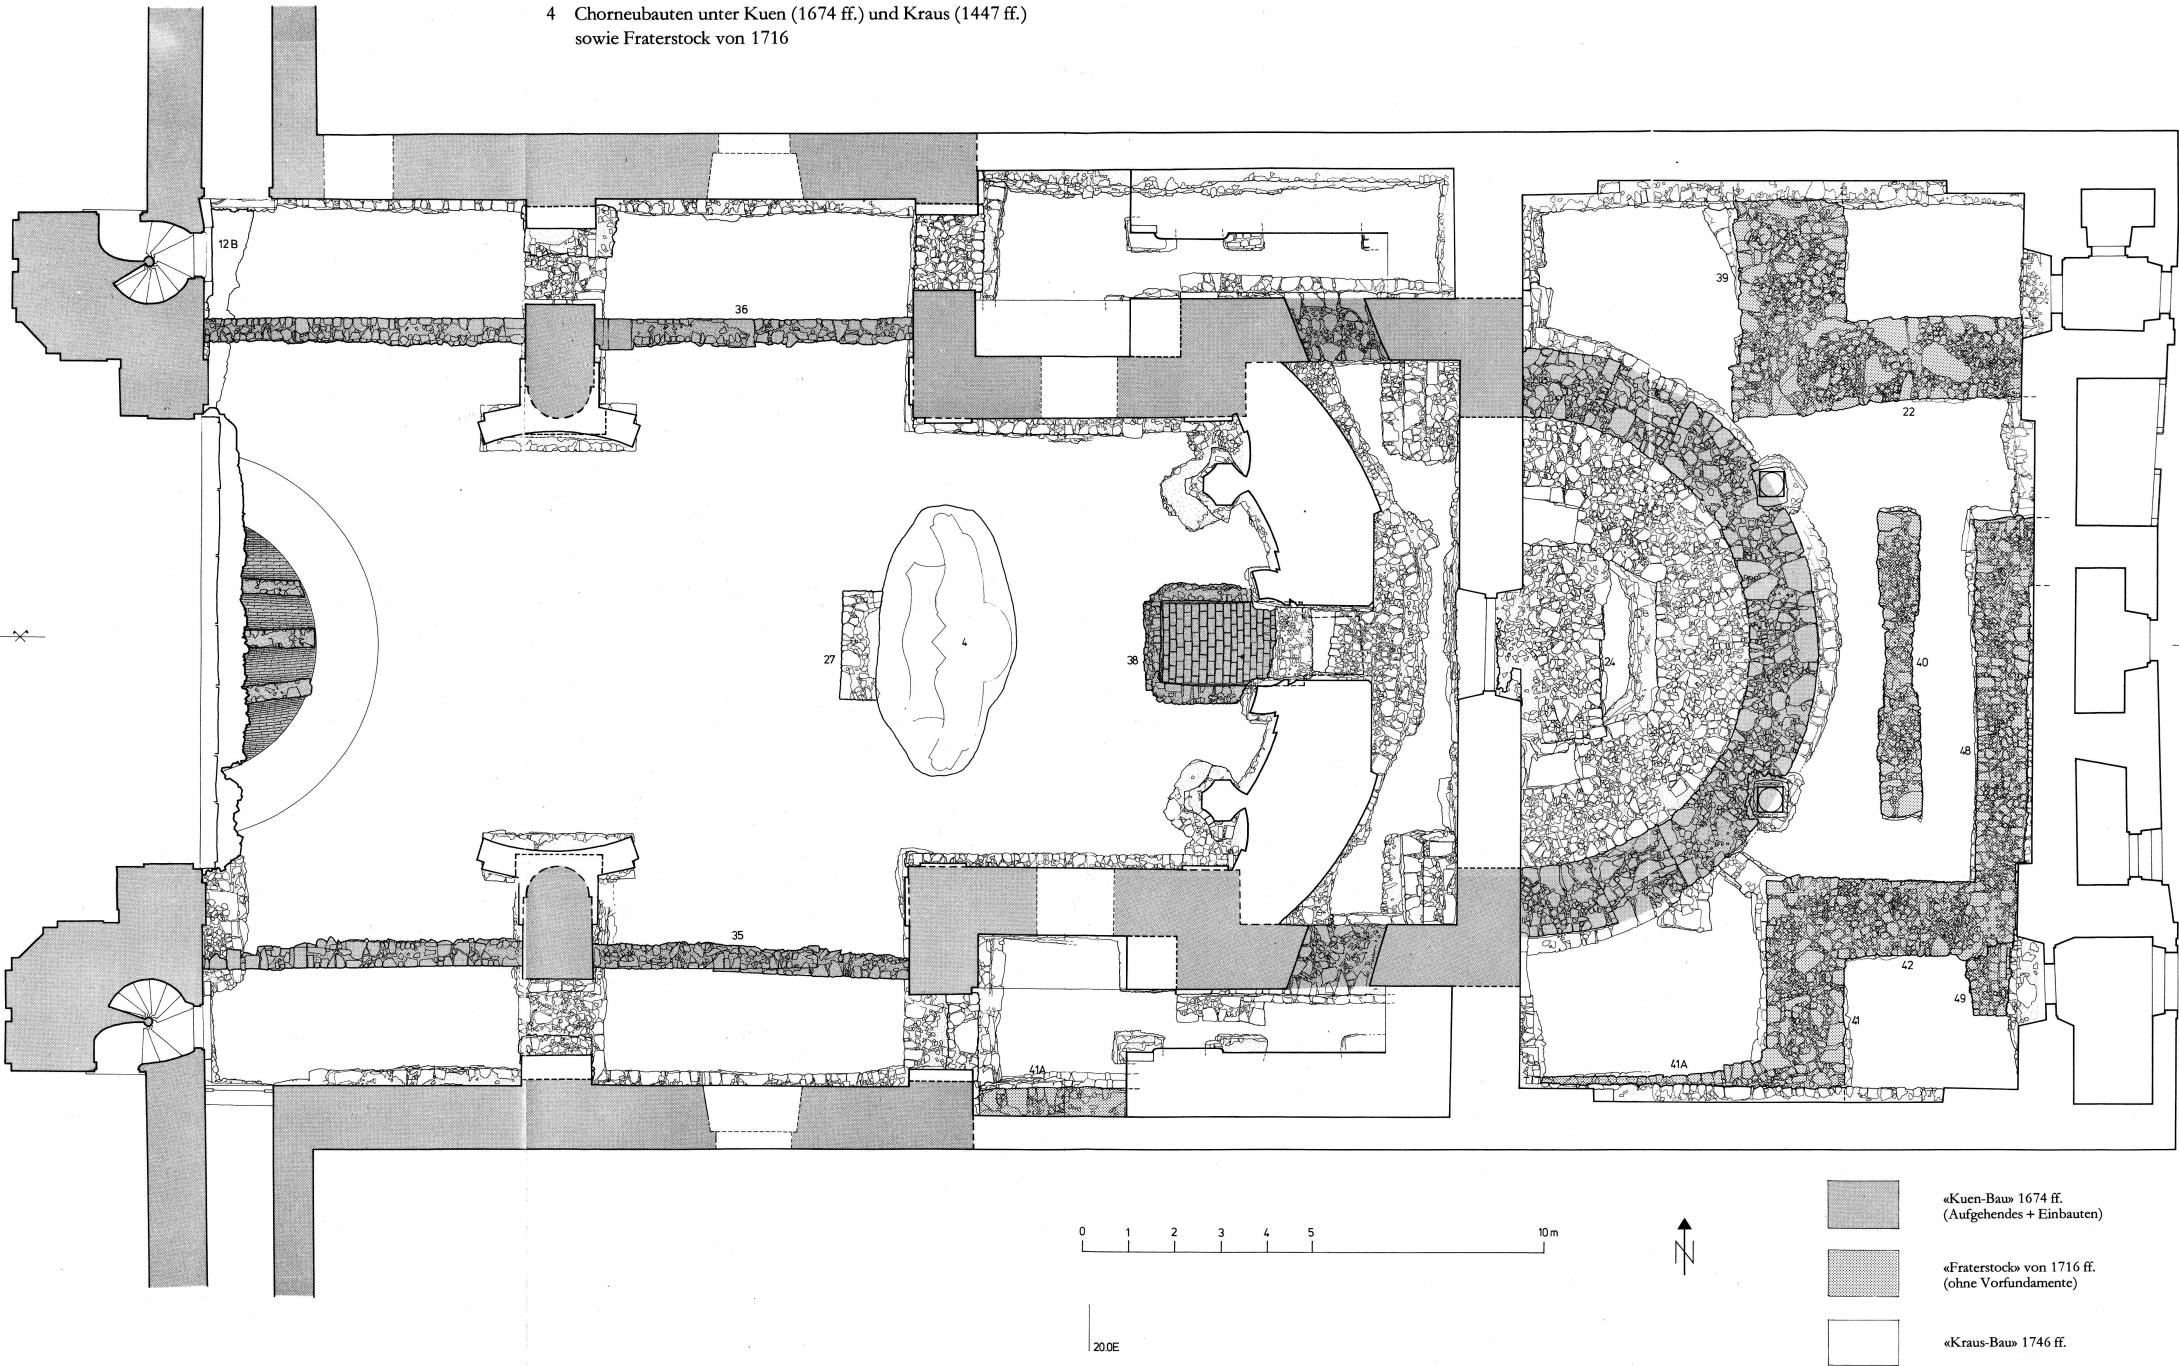 4 Chorneubauten unter Kuen (1674 ff.) und Kraus (1447 ff.)
sowie Fraterstock von 1716
12 B
36
39
22
27
4
38
24
40
48
35
42
49
41
41A
41A
0 1 2 3 4 5 10 m
N
20.0E
«Kuen-Bau» 1674 ff.
(Aufgehendes + Einbauten)
«Fraterstock» von 1716 ff.
(ohne Vorfundamente)
«Kraus-Bau» 1746 ff.